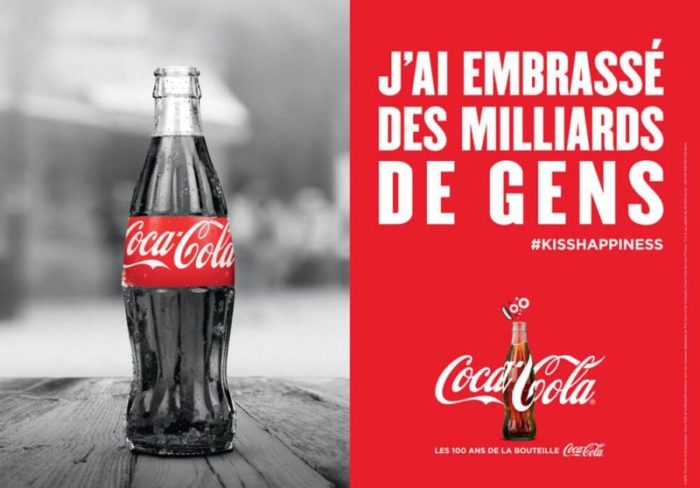 Coca-Cola
J'AI EMBRASSÉ
DES MILLIARDS
DE GENS
#KISSHAPPINESS
100
Coca-Cola
LES 100 ANS DE LA BOUTEILLE Coca-Cola